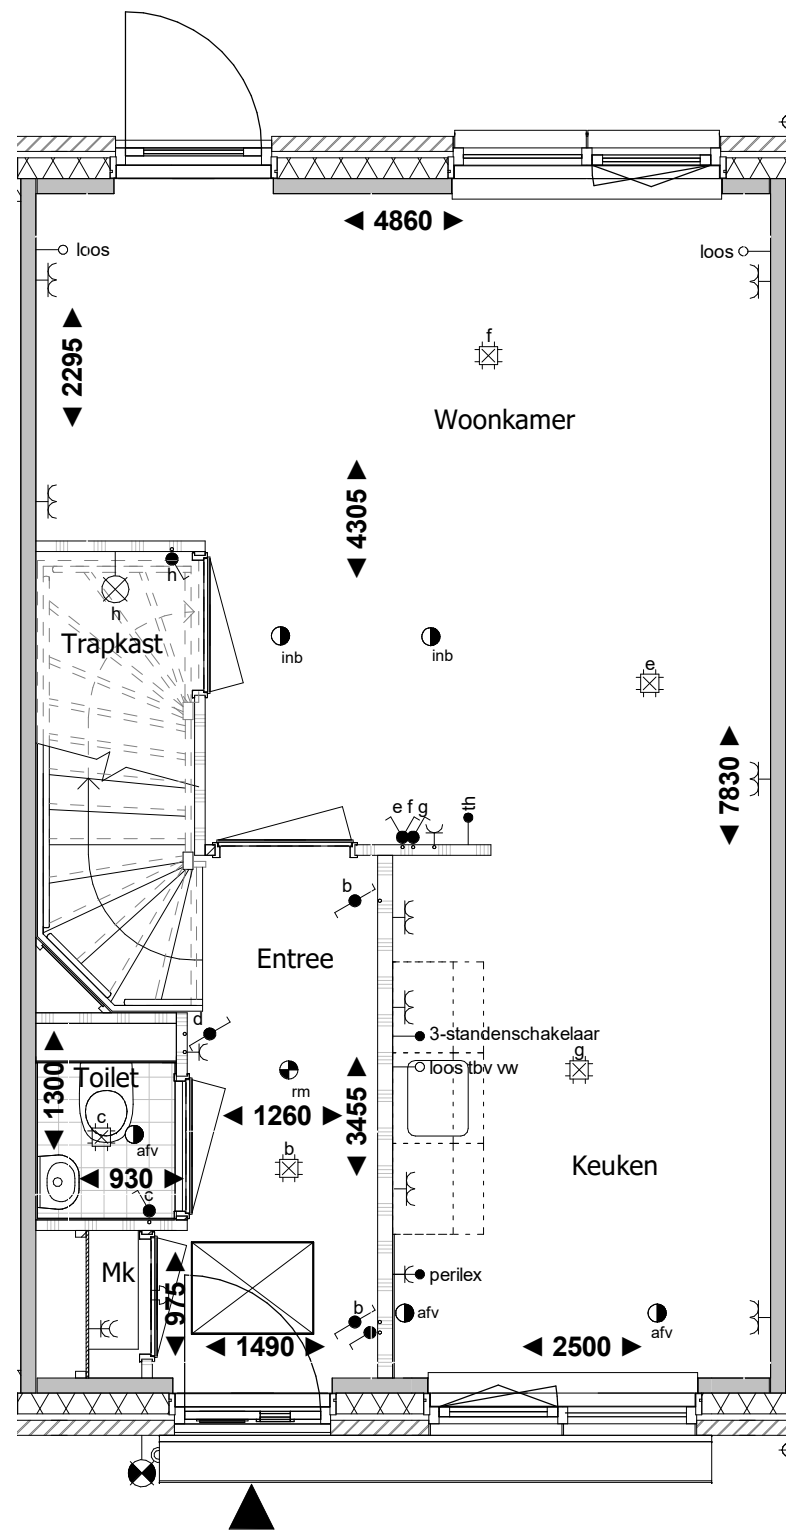 4860
loos
loos
2295
f
Woonkamer
4305
h
h
Trapkast
inb
inb
e
7830
e f g
th
b
Entree
d
3-standenschakelaar
g
loos tbv vw
1300
Toilet
rm
1260
3455
c
afv
b
Keuken
930
c
Mk
perilex
975
b
afv
afv
1490
2500